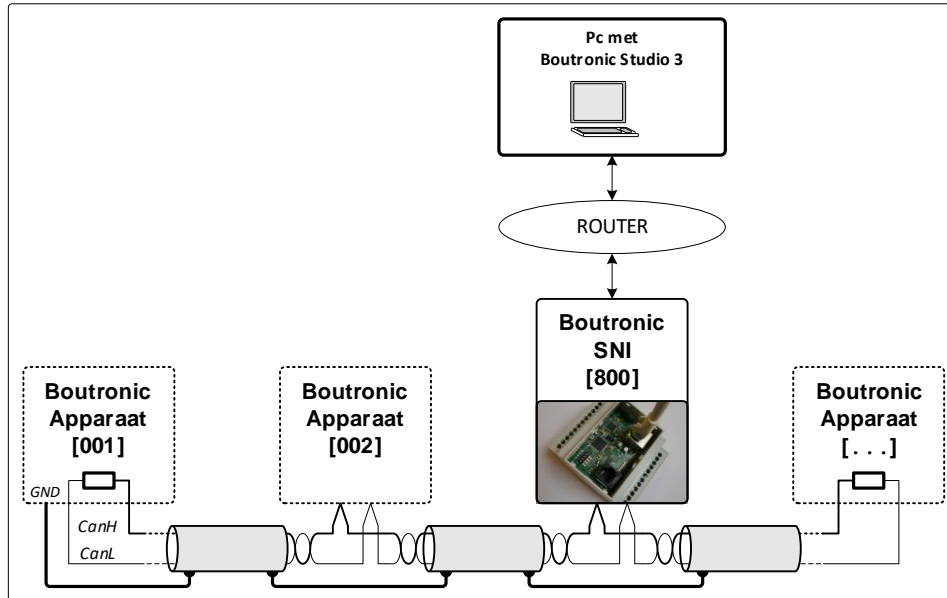 Pc met
Boutronic Studio 3
ROUTER
Boutronic
SNI
[800]
Boutronic
Apparaat
[001]
Boutronic
Apparaat
[002]
Boutronic
Apparaat
[...]
GND
CanH
CanL